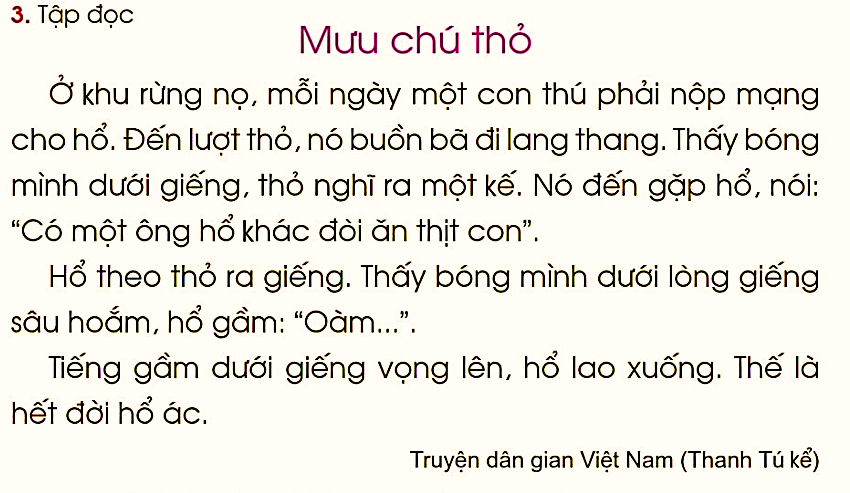 3. Tập đọc
Mưu chú thỏ
Ở khu rừng nọ, mỗi ngày một con thú phải nộp mạng
cho hổ. Đến lượt thỏ, nó buồn bã đi lang thang. Thấy bóng
mình dưới giếng, thỏ nghĩ ra một kế. Nó đến gặp hổ, nói:
“Có một ông hổ khác đòi ăn thịt con”.
Hổ theo thỏ ra giếng. Thấy bóng mình dưới lòng giếng
sâu hoắm, hổ gầm: “Oàm...”.
Tiếng gầm dưới giếng vọng lên, hổ lao xuống. Thế là
hết đời hổ ác.
Truyện dân gian Việt Nam (Thanh Tú kể)